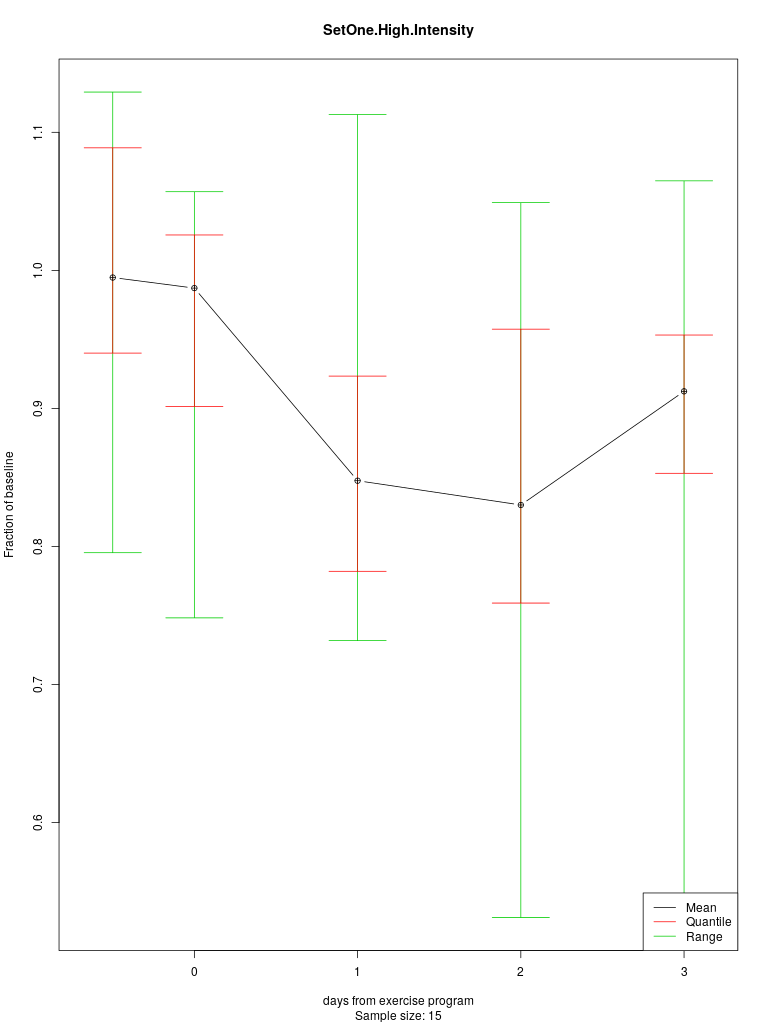 SetOne.High.Intensity
Fraction of baseline
1.1
1.0
0.9
0.8
0.7
0.6
0
1
2
3
Mean
Quantile
Range
days from exercise program
Sample size: 15